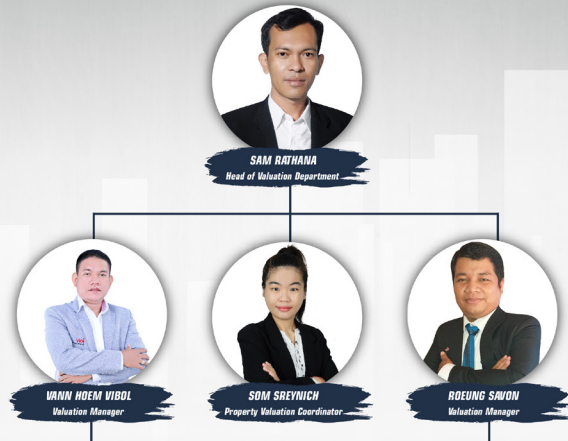 SAM RATHANA
Head of Valuation Department
VANN HOEM VIBOL
Valuation Manager
SOM SREYNICH
Property Valuation Coordinator
ROEUNG SAVON
Valuation Manager